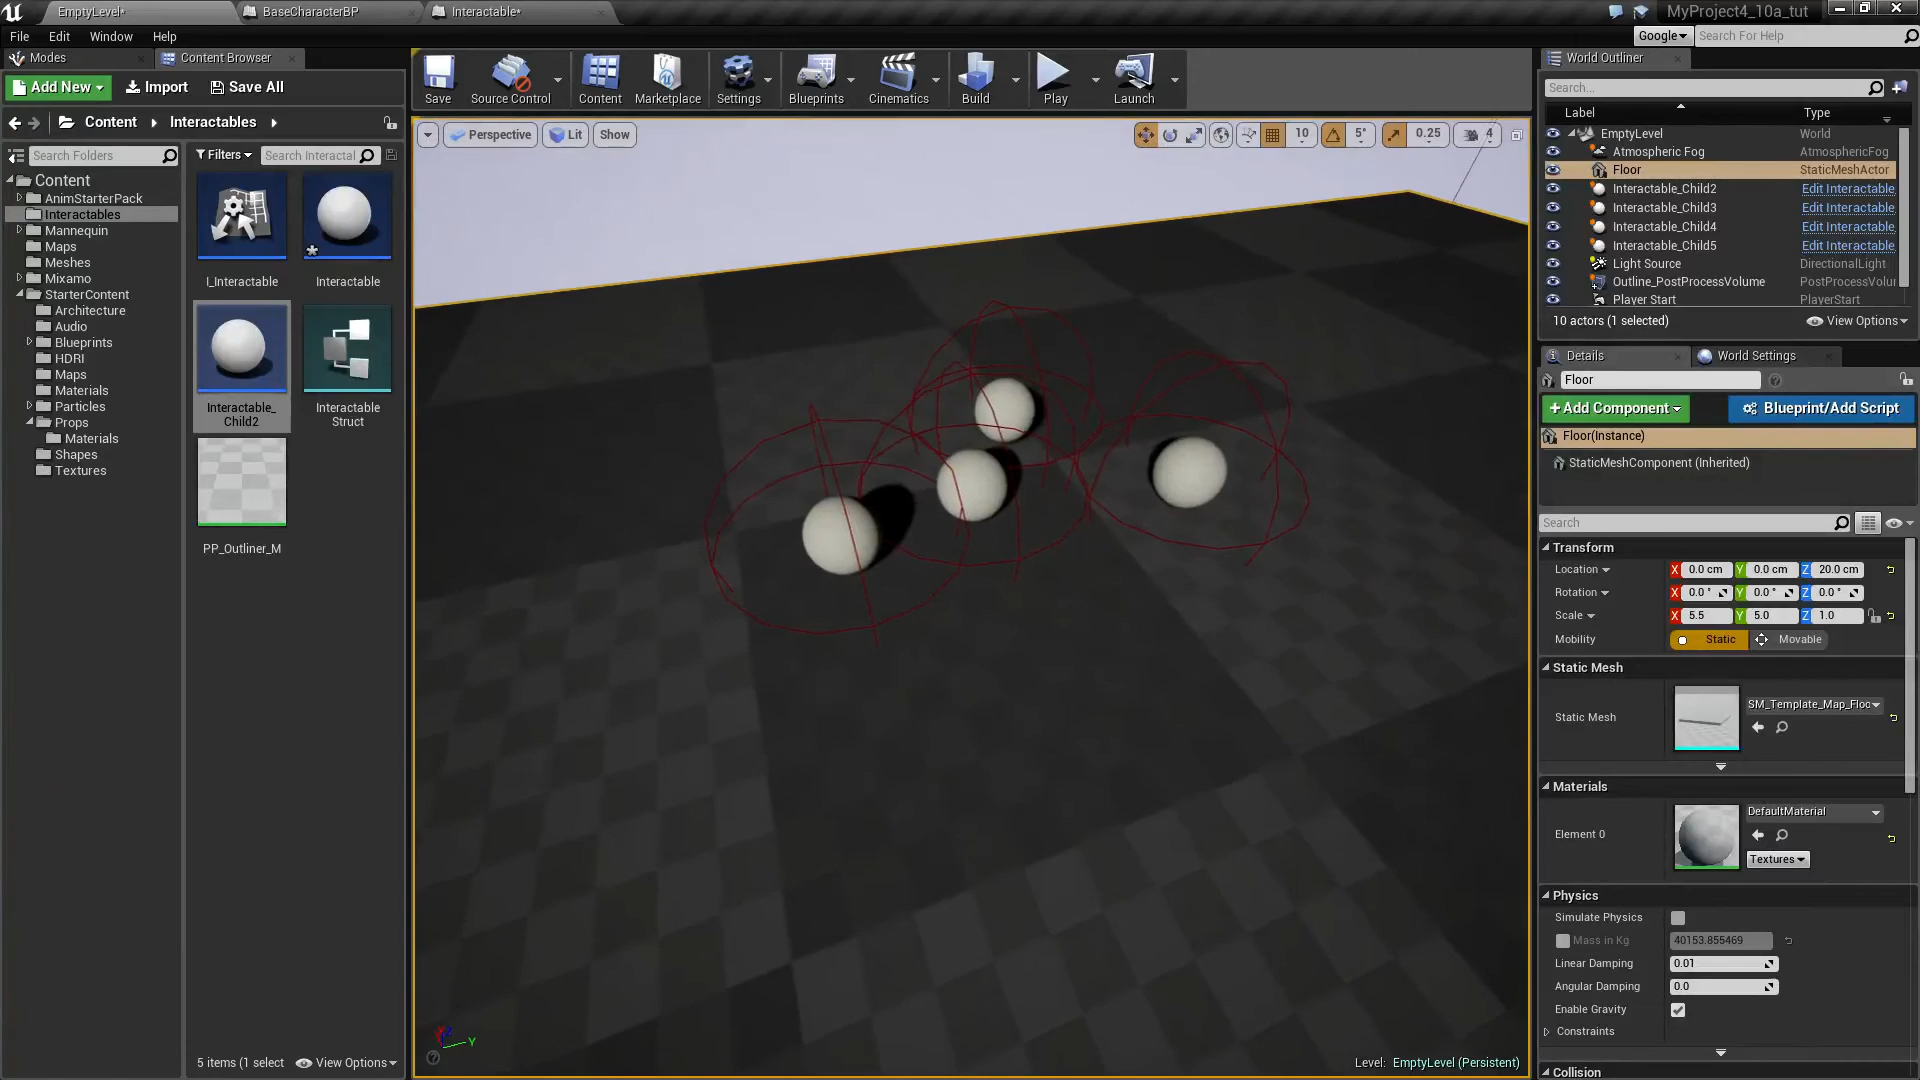 EmptyLevel*
BaseCharacterBP
Interactable*
MyProject4_10a_tut
File
Edit
Window
Help
Google
Search For Help
Modes
Content Browser
Add New
Import
Save All
Content
Interactables
Search Folders
Filters
Search Interactal
Content
AnimStarterPack
Interactables
Mannequin
Maps
Meshes
Mixamo
StarterContent
Architecture
Audio
Blueprints
HDRI
Maps
Materials
Particles
Props
Materials
Shapes
Textures
I_Interactable
Interactable
Interactable_
Child2
Interactable
Struct
PP_Outliner_M
5 items (1 select
View Options
Save
Source Control
Content
Marketplace
Settings
Blueprints
Cinematics
Build
Play
Launch
Perspective
Lit
Show
10
5°
0.25
4
Y
Level: EmptyLevel (Persistent)
World Outliner
Search...
Label
Type
EmptyLevel
World
Atmospheric Fog
AtmosphericFog
Floor
StaticMeshActor
Interactable_Child2
Edit Interactable
Interactable_Child3
Edit Interactable
Interactable_Child4
Edit Interactable
Interactable_Child5
Edit Interactable
Light Source
DirectionalLight
Outline_PostProcessVolume
PostProcessVolur
Player Start
PlayerStart
10 actors (1 selected)
View Options
Details
World Settings
Floor
+Add Component
Blueprint/Add Script
Floor(Instance)
StaticMeshComponent (Inherited)
Search
Transform
Location
X 0.0 cm Y 0.0 cm Z 20.0 cm
Rotation
X 0.0 ° Y 0.0 ° Z 0.0 °
Scale
X 5.5 Y 5.0 Z 1.0
Mobility
Static
Movable
Static Mesh
Static Mesh
SM_Template_Map_Floc
Materials
Element 0
DefaultMaterial
Textures
Physics
Simulate Physics
Mass in Kg
40153.855469
Linear Damping
0.01
Angular Damping
0.0
Enable Gravity
Constraints
Collision